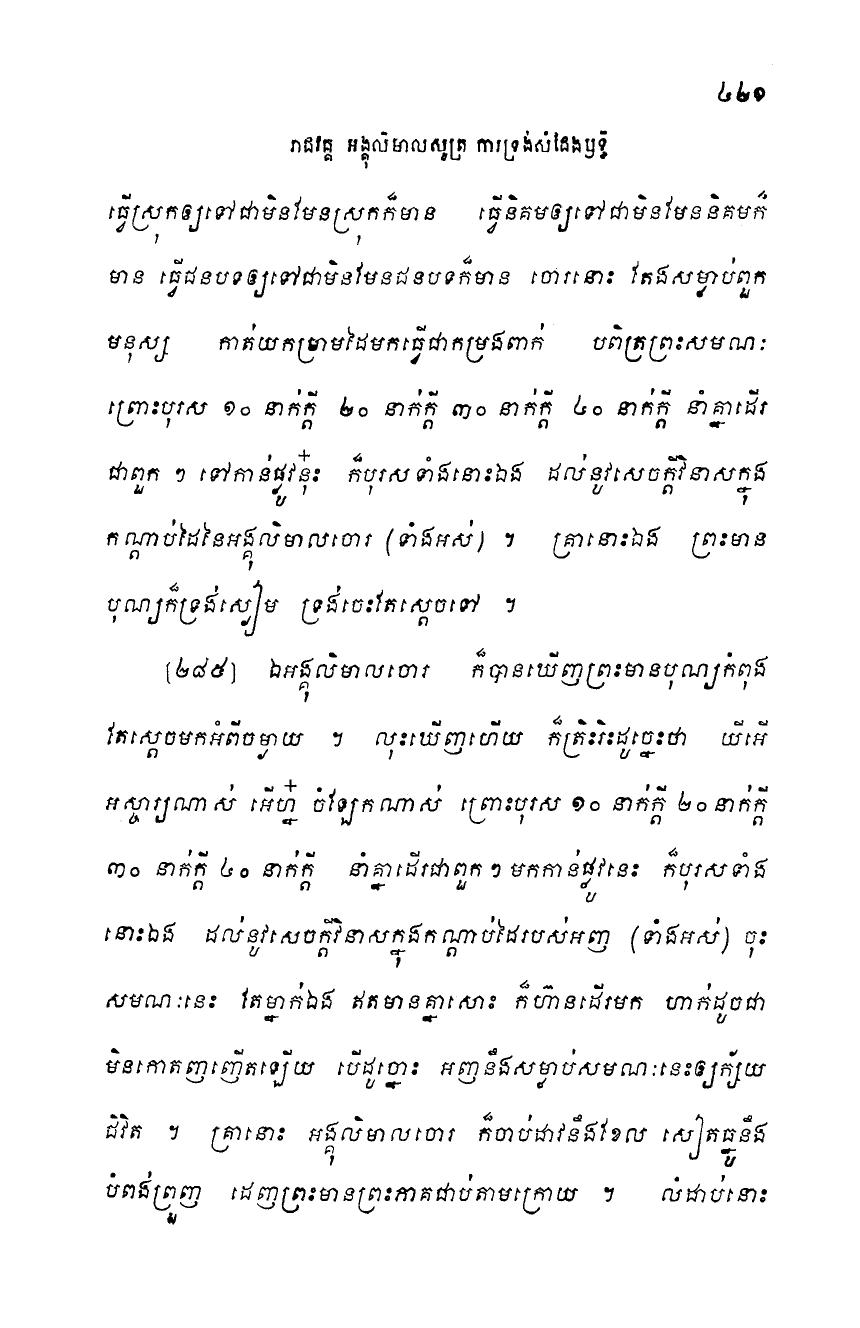 ៤២១
រាជវគ្គ អង្គុលិមាលសូត្រ ការទ្រង់សំដែងឫទ្ធិ
ធ្វើស្រុកឲ្យទៅជាមិនមែនស្រុកក៏មាន ធ្វើនិគមឲ្យទៅជាមិនមែននិគមក៏
មាន ធ្វើជនបទឲ្យទៅជាមិនមែនជនបទក៏មាន ចោរនោះ តែងសម្លាប់ពួក
មនុស្ស កាត់យកម្រាមដៃមកធ្វើជាកម្រងពាក់ បពិត្រព្រះសមណៈ
ព្រោះបុរស ១០ នាក់ក្តី ២០ នាក់ក្តី ៣០ នាក់ក្តី ៤០ នាក់ក្តី នាំគ្នាដើរ
ជាពួក ៗ ទៅកាន់ផ្លូវនុ៎ះ ក៏បុរសទាំងនោះឯង ដល់នូវសេចក្តីវិនាសក្នុង
កណ្តាប់ដៃនៃអង្គុលិមាលចោរ (ទាំងអស់) ។ គ្រានោះឯង ព្រះមាន
បុណ្យក៏ទ្រង់ស្ងៀម ទ្រង់ចេះតែស្តេចទៅ ។
[២៨៥] ឯអង្គុលិមាលចោរ ក៏បានឃើញព្រះមានបុណ្យកំពុង
តែស្តេចមកអំពីចម្ងាយ ។ លុះឃើញហើយ ក៏ត្រិះរិះដូច្នេះថា យីអើ
អស្ចារ្យណាស់ អើហ្ន៎ ចំឡែកណាស់ ព្រោះបុរស ១០ នាក់ក្តី ២០ នាក់ក្តី
៣០ នាក់ក្តី ៤០ នាក់ក្តី នាំគ្នាដើរជាពួក ៗ មកកាន់ផ្លូវនេះ ក៏បុរសទាំង
នោះឯង ដល់នូវសេចក្តីវិនាសក្នុងកណ្តាប់ដៃរបស់អញ (ទាំងអស់) ចុះ
សមណៈនេះ តែម្នាក់ឯង ឥតមានគ្នាសោះ ក៏ហ៊ានដើរមក ហាក់ដូចជា
មិនកោតញញើតឡើយ បើដូច្នោះ អញនឹងសម្លាប់សមណៈនេះឲ្យក្ស័យ
ជិវិត ។ គ្រានោះ អង្គុលិមាលចោរ ក៏ចាប់ដាវនឹងខែល សៀតធ្នូនឹង
បំពង់ព្រួញ ដេញព្រះមានព្រះភាគជាប់តាមក្រោយ ។ លំដាប់នោះ